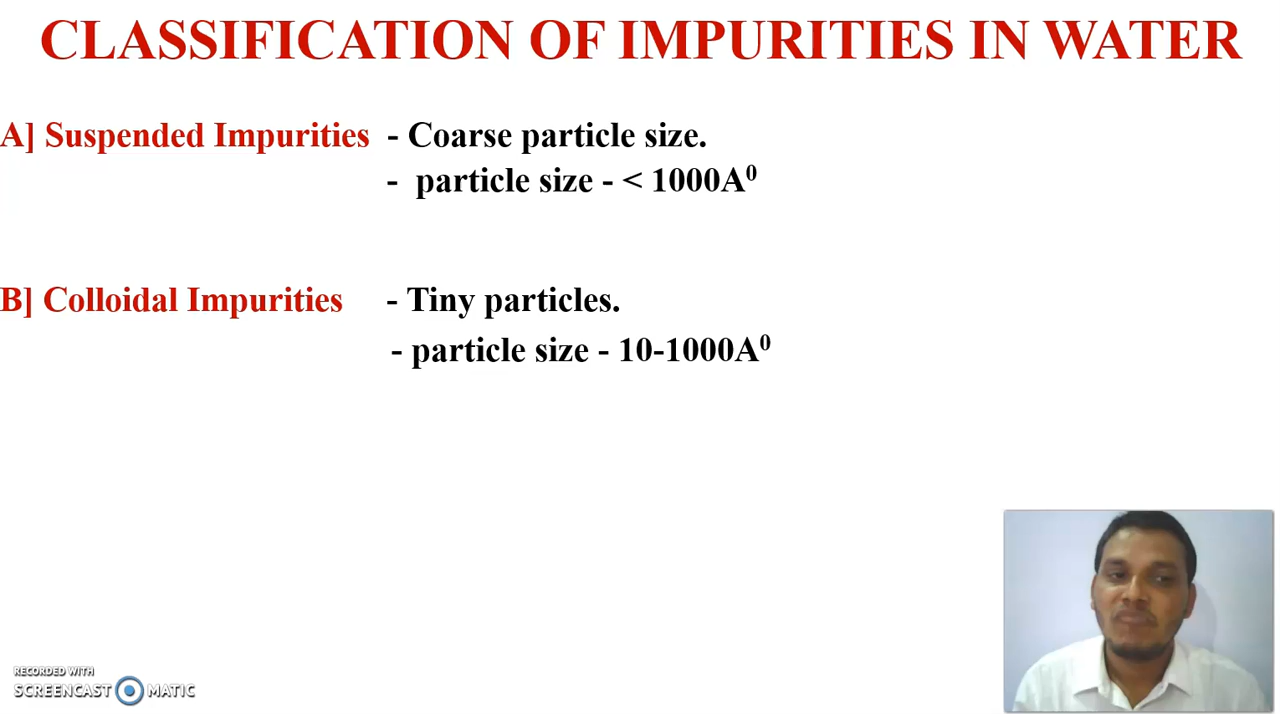 CLASSIFICATION OF IMPURITIES IN WATER
A] Suspended Impurities - Coarse particle size.
- particle size - < 1000A⁰
B] Colloidal Impurities - Tiny particles.
- particle size - 10-1000A⁰
RECORDED WITH
SCREENCAST MATIC